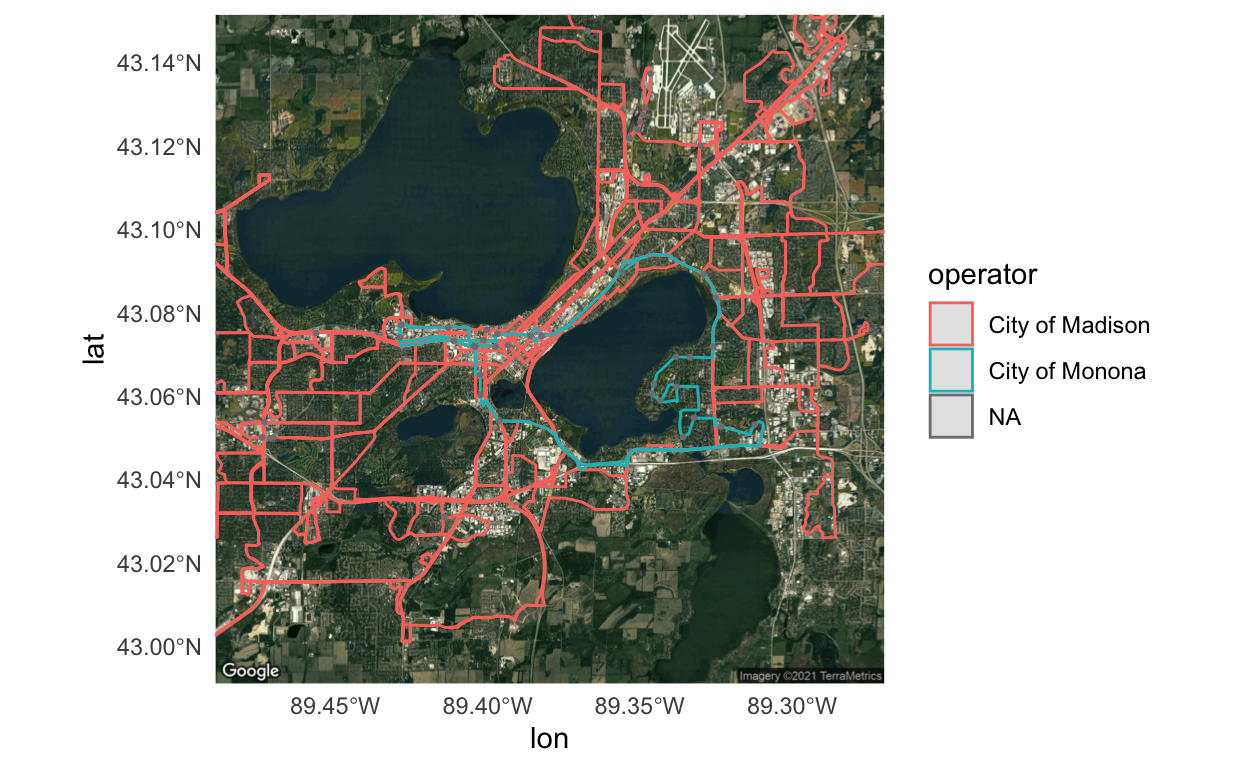 43.14°N
43.12°N
43.10°N
43.08°N
43.06°N
43.04°N
43.02°N
43.00°N
lat
Google
Imagery ©2021 TerraMetrics
89.45°W 89.40°W 89.35°W 89.30°W
lon
operator
City of Madison
City of Monona
NA